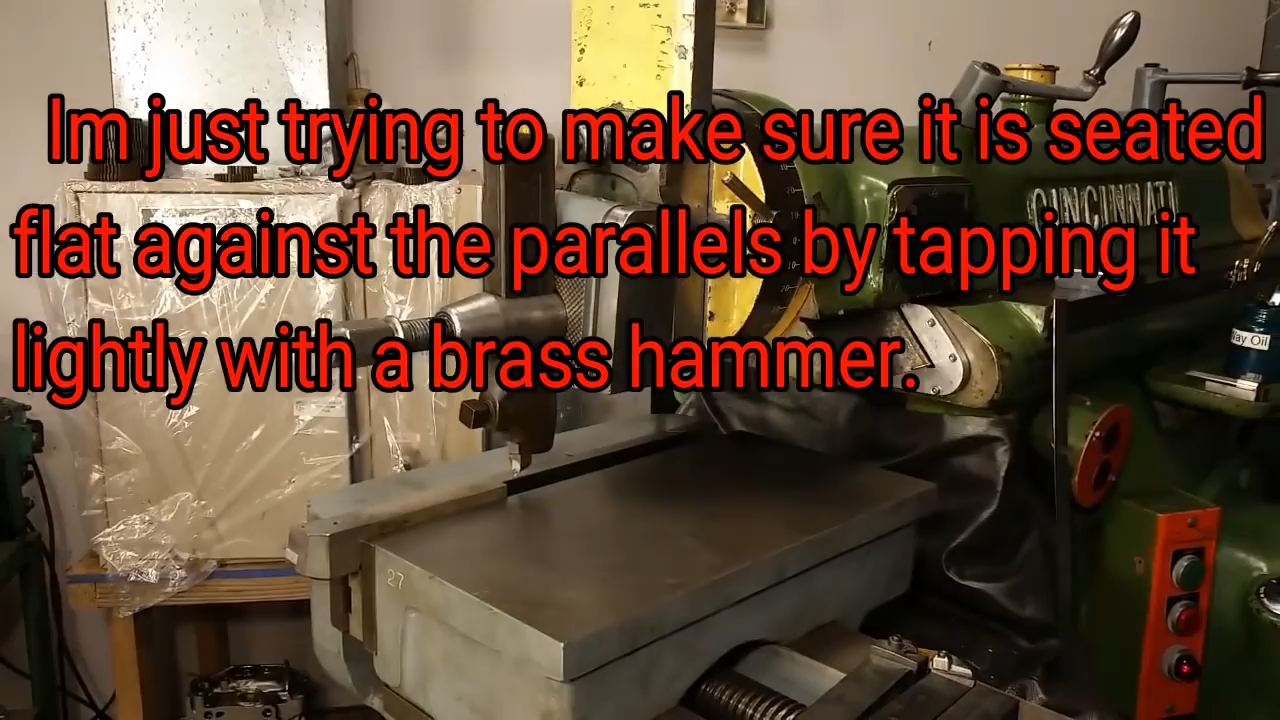 Im just trying to make sure it is seated
flat against the parallels by tapping it
lightly with a brass hammer.
CINCINNATI
Way Oil
27